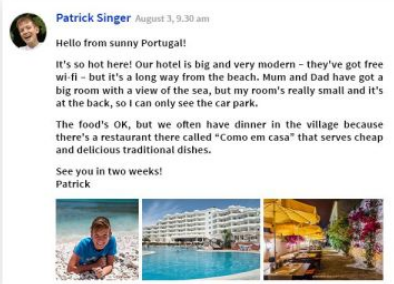 Patrick Singer August 3, 9.30 am
Hello from sunny Portugal!
It's so hot here! Our hotel is big and very modern – they've got free
wi-fi – but it's a long way from the beach. Mum and Dad have got a
big room with a view of the sea, but my room's really small and it's
at the back, so I can only see the car park.
The food's OK, but we often have dinner in the village because
there's a restaurant there called “Como em casa” that serves cheap
and delicious traditional dishes.
See you in two weeks!
Patrick